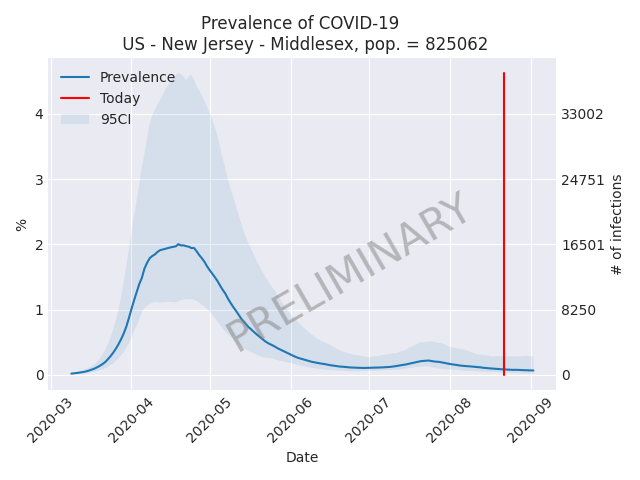 Prevalence of COVID-19
US - New Jersey - Middlesex, pop. = 825062
Prevalence
Today
95CI
4
3
2
1
0
%
33002
24751
16501
8250
0
# of infections
PRELIMINARY
2020-03
2020-04
2020-05
2020-06
2020-07
2020-08
2020-09
Date